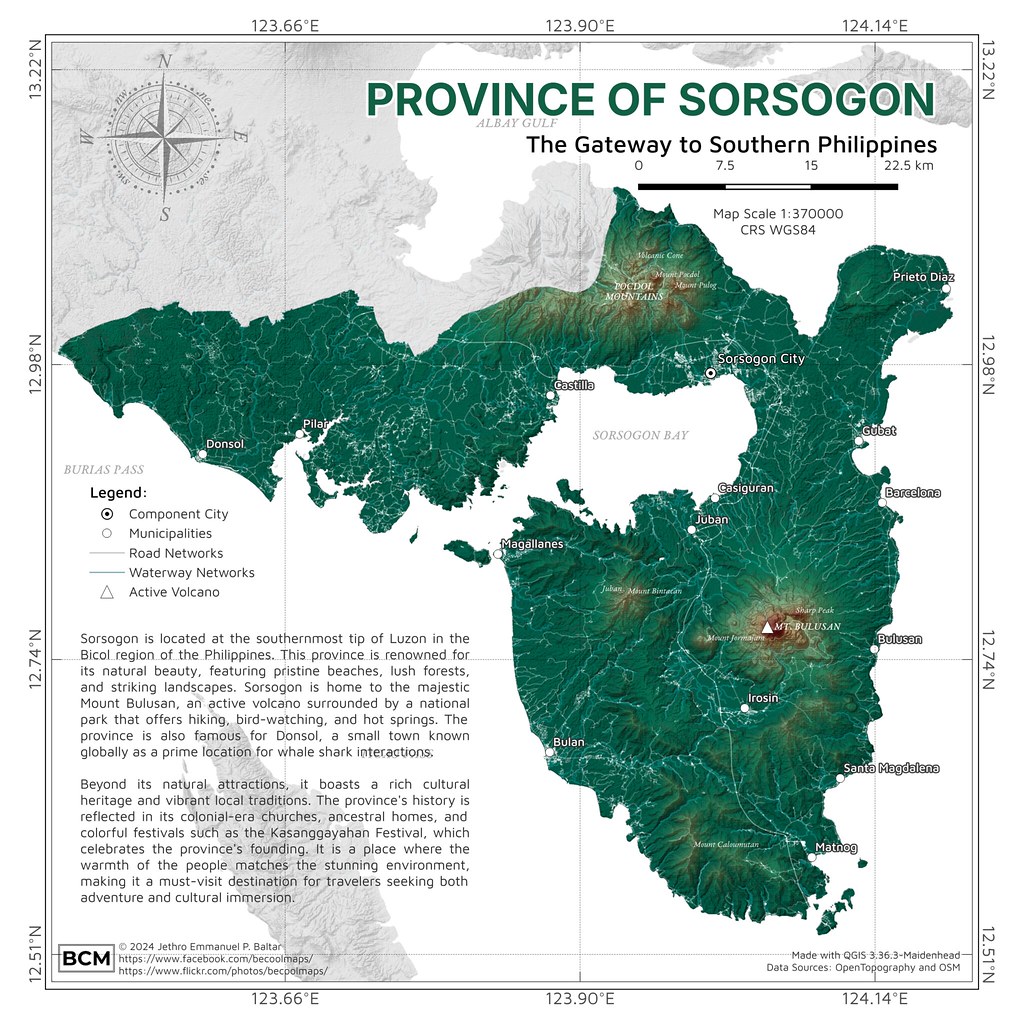 123.66°E 123.90°E 124.14°E
13.22°N 13.22°N
PROVINCE OF SORSOGON
ALBAY GULF
The Gateway to Southern Philippines
0 7.5 15 22.5 km
Map Scale 1:370000
CRS WGS84
N
W E
S
NW NE
SW SE
Volcanic Cone
Mount Pocdol
Mount Pulog
POCDOL
MOUNTAINS
Prieto Diaz
12.98°N 12.98°N
Sorsogon City
Castilla
Pilar
Donsol
SORSOGON BAY
Gubat
BURIAS PASS
Casiguran
Barcelona
Juban
Magallanes
Legend:
Component City
Municipalities
Road Networks
Waterway Networks
Active Volcano
Juban Mount Bintacan
Sharp Peak
MT. BULUSAN
Mount Jormajam
Bulusan
12.74°N 12.74°N
Irosin
Bulan
Santa Magdalena
Mount Calaumutan
Matnog
Sorsogon is located at the southernmost tip of Luzon in the
Bicol region of the Philippines. This province is renowned for
its natural beauty, featuring pristine beaches, lush forests,
and striking landscapes. Sorsogon is home to the majestic
Mount Bulusan, an active volcano surrounded by a national
park that offers hiking, bird-watching, and hot springs. The
province is also famous for Donsol, a small town known
globally as a prime location for whale shark interactions.
Beyond its natural attractions, it boasts a rich cultural
heritage and vibrant local traditions. The province's history is
reflected in its colonial-era churches, ancestral homes, and
colorful festivals such as the Kasanggayahan Festival, which
celebrates the province's founding. It is a place where the
warmth of the people matches the stunning environment,
making it a must-visit destination for travelers seeking both
adventure and cultural immersion.
12.51°N 12.51°N
BCM
© 2024 Jethro Emmanuel P. Baltar
https://www.facebook.com/becoolmaps/
https://www.flickr.com/photos/becoolmaps/
Made with QGIS 3.36.3-Maidenhead
Data Sources: OpenTopography and OSM
123.66°E 123.90°E 124.14°E